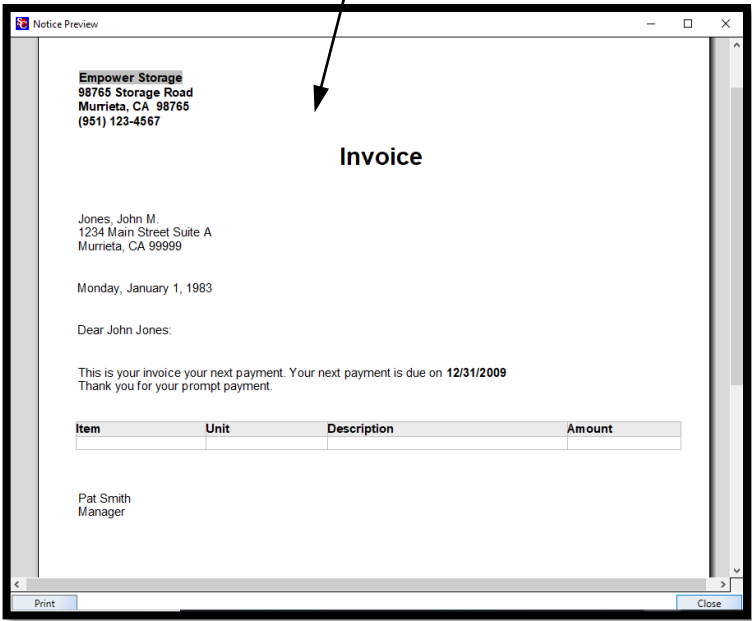 SC Notice Preview
Empower Storage
98765 Storage Road
Murrieta, CA  98765
(951) 123-4567
Invoice
Jones, John M.
1234 Main Street Suite A
Murrieta, CA 99999
Monday, January 1, 1983
Dear John Jones:
This is your invoice your next payment. Your next payment is due on 12/31/2009
Thank you for your prompt payment.
Item Unit Description Amount
Pat Smith
Manager
Print Close